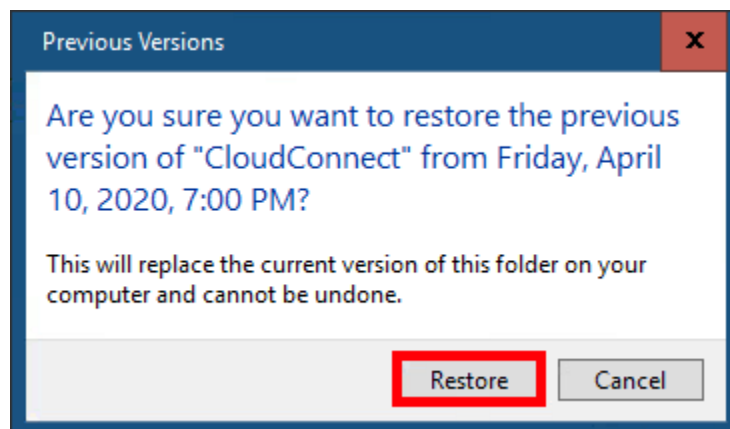 Previous Versions
x
Are you sure you want to restore the previous
version of "CloudConnect" from Friday, April
10, 2020, 7:00 PM?
This will replace the current version of this folder on your
computer and cannot be undone.
Restore Cancel